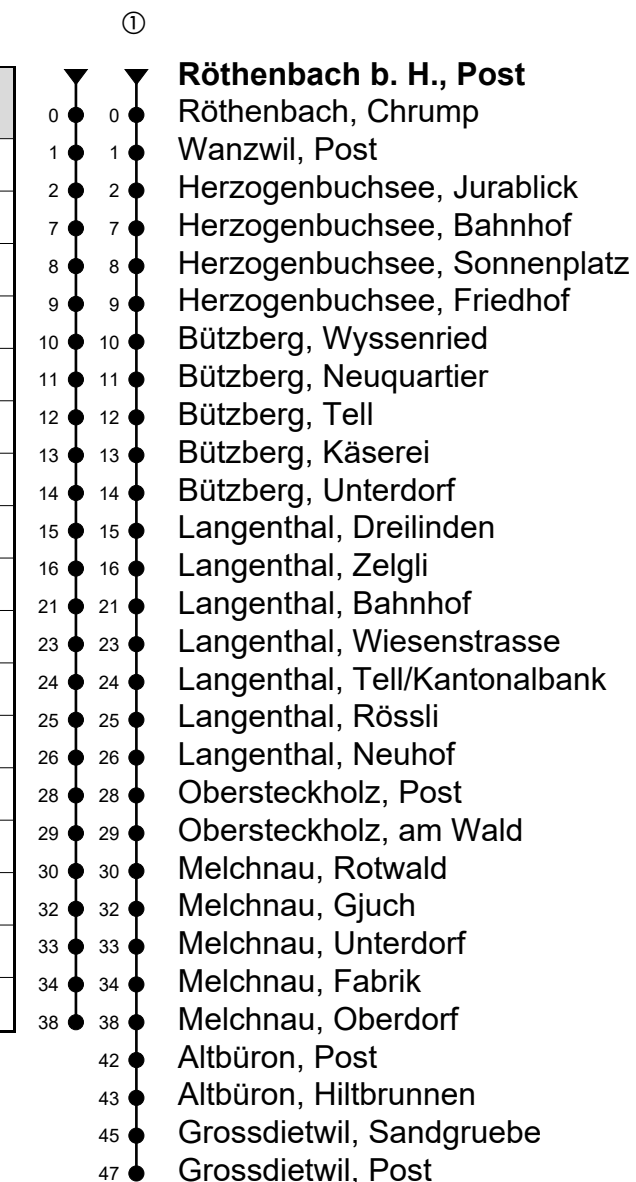 ①
Röthenbach b. H., Post
0 0 Röthenbach, Chrump
1 1 Wanzwil, Post
2 2 Herzogenbuchsee, Jurablick
7 7 Herzogenbuchsee, Bahnhof
8 8 Herzogenbuchsee, Sonnenplatz
9 9 Herzogenbuchsee, Friedhof
10 10 Bützberg, Wyssenried
11 11 Bützberg, Neuquartier
12 12 Bützberg, Tell
13 13 Bützberg, Käserei
14 14 Bützberg, Unterdorf
15 15 Langenthal, Dreilinden
16 16 Langenthal, Zelgli
21 21 Langenthal, Bahnhof
23 23 Langenthal, Wiesenstrasse
24 24 Langenthal, Tell/Kantonalbank
25 25 Langenthal, Rössli
26 26 Langenthal, Neuhof
28 28 Obersteckholz, Post
29 29 Obersteckholz, am Wald
30 30 Melchnau, Rotwald
32 32 Melchnau, Gjuch
33 33 Melchnau, Unterdorf
34 34 Melchnau, Fabrik
38 38 Melchnau, Oberdorf
42 Altbüron, Post
43 Altbüron, Hiltbrunnen
45 Grossdietwil, Sandgruebe
47 Grossdietwil, Post